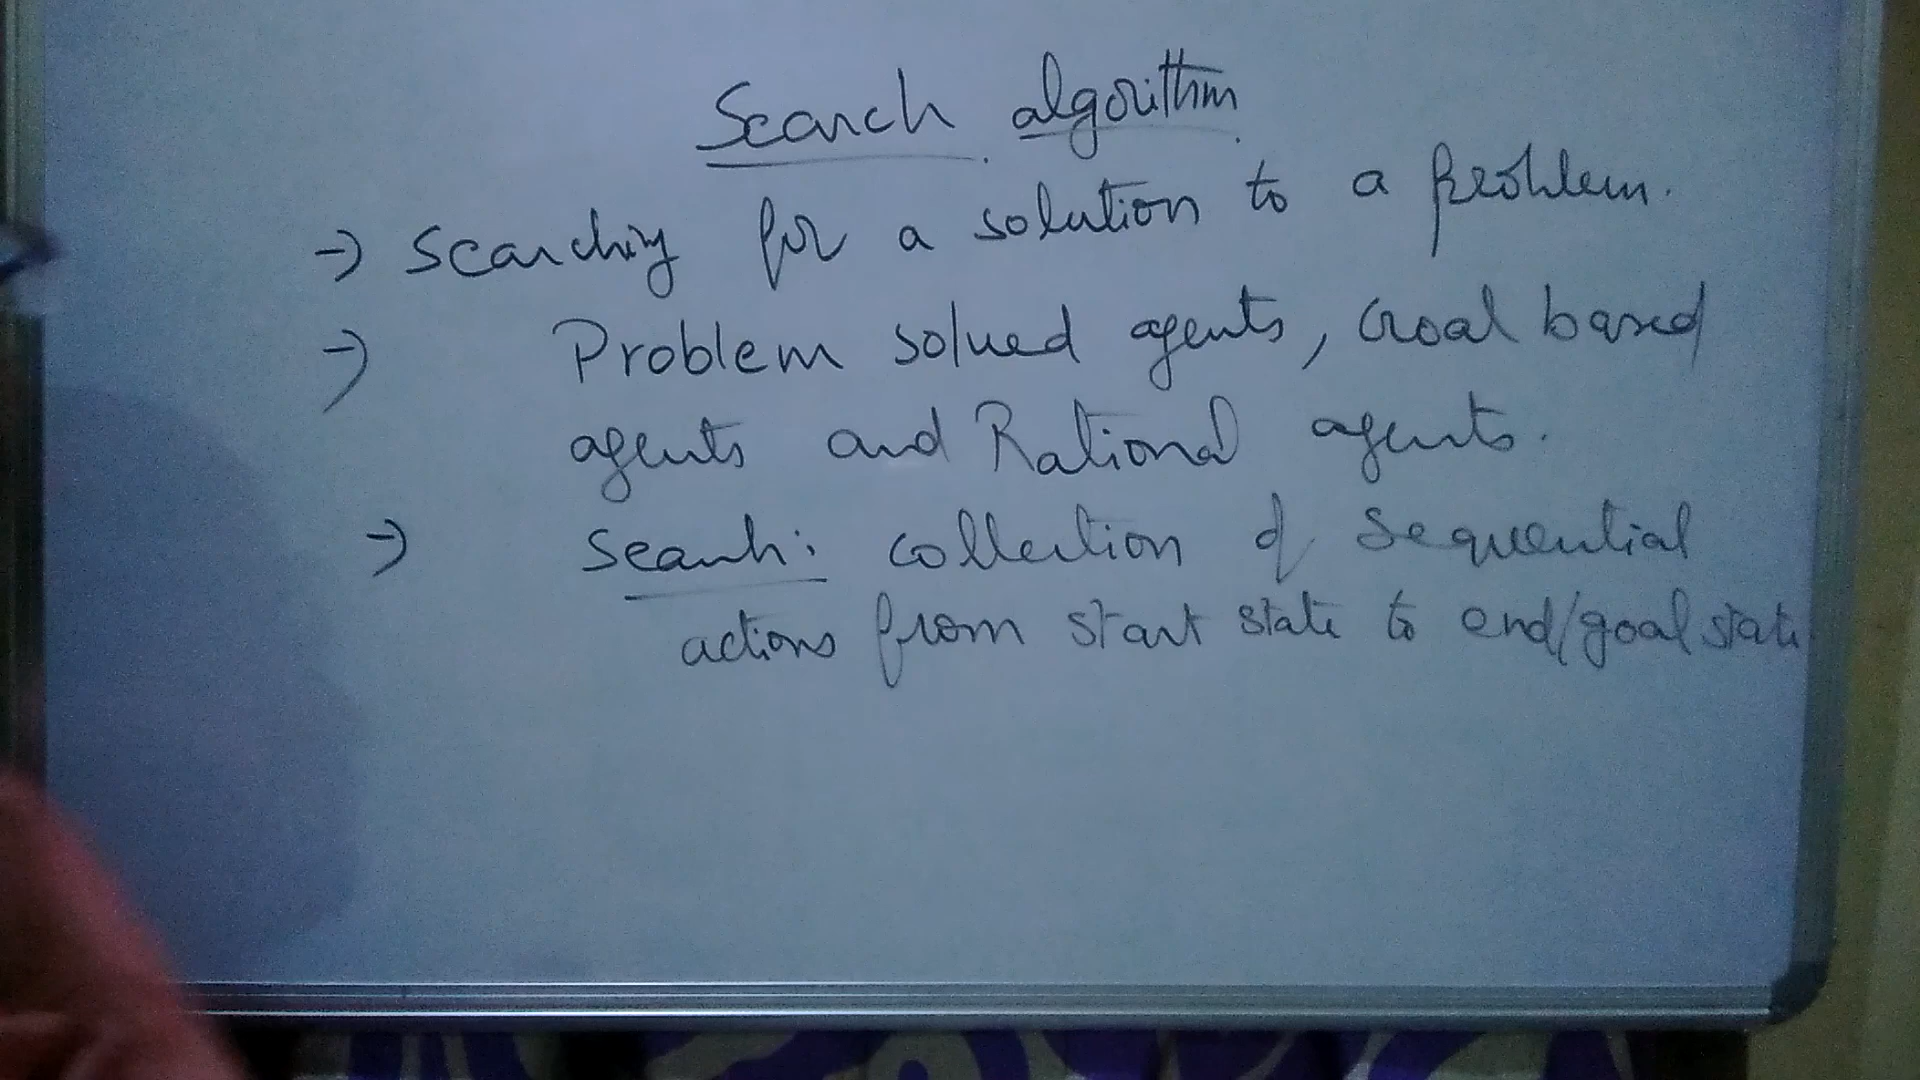 Search algorithm
→ Searching for a solution to a problem.
→ Problem solved agents, Goal based
agents and Rational agents.
→ Search: collection of sequential
actions from start state to end/goal state